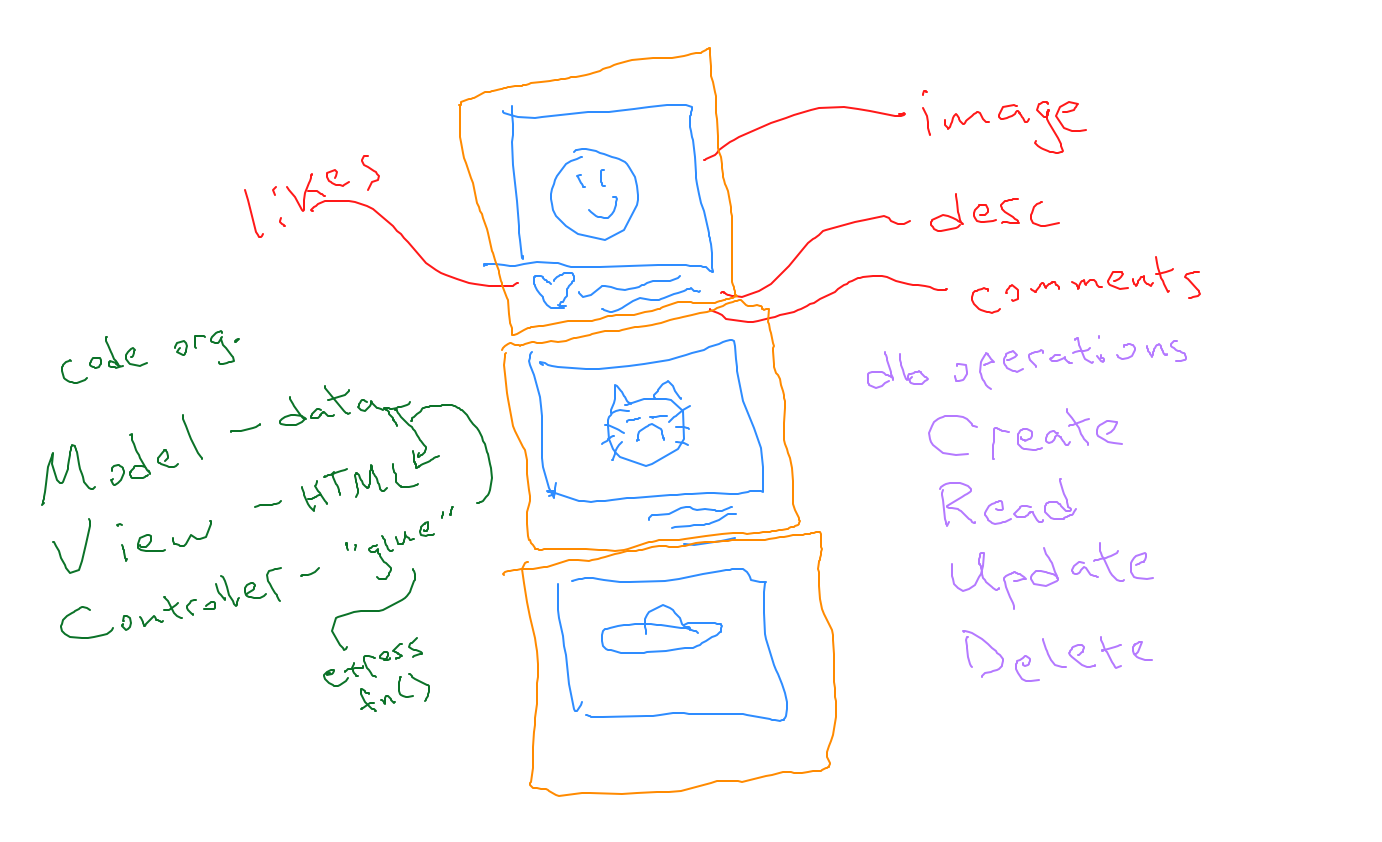 image
likes
desc
comments
code org.
Model - data
View - HTML
Controller - "glue"
express
fn()
db operations
Create
Read
Update
Delete